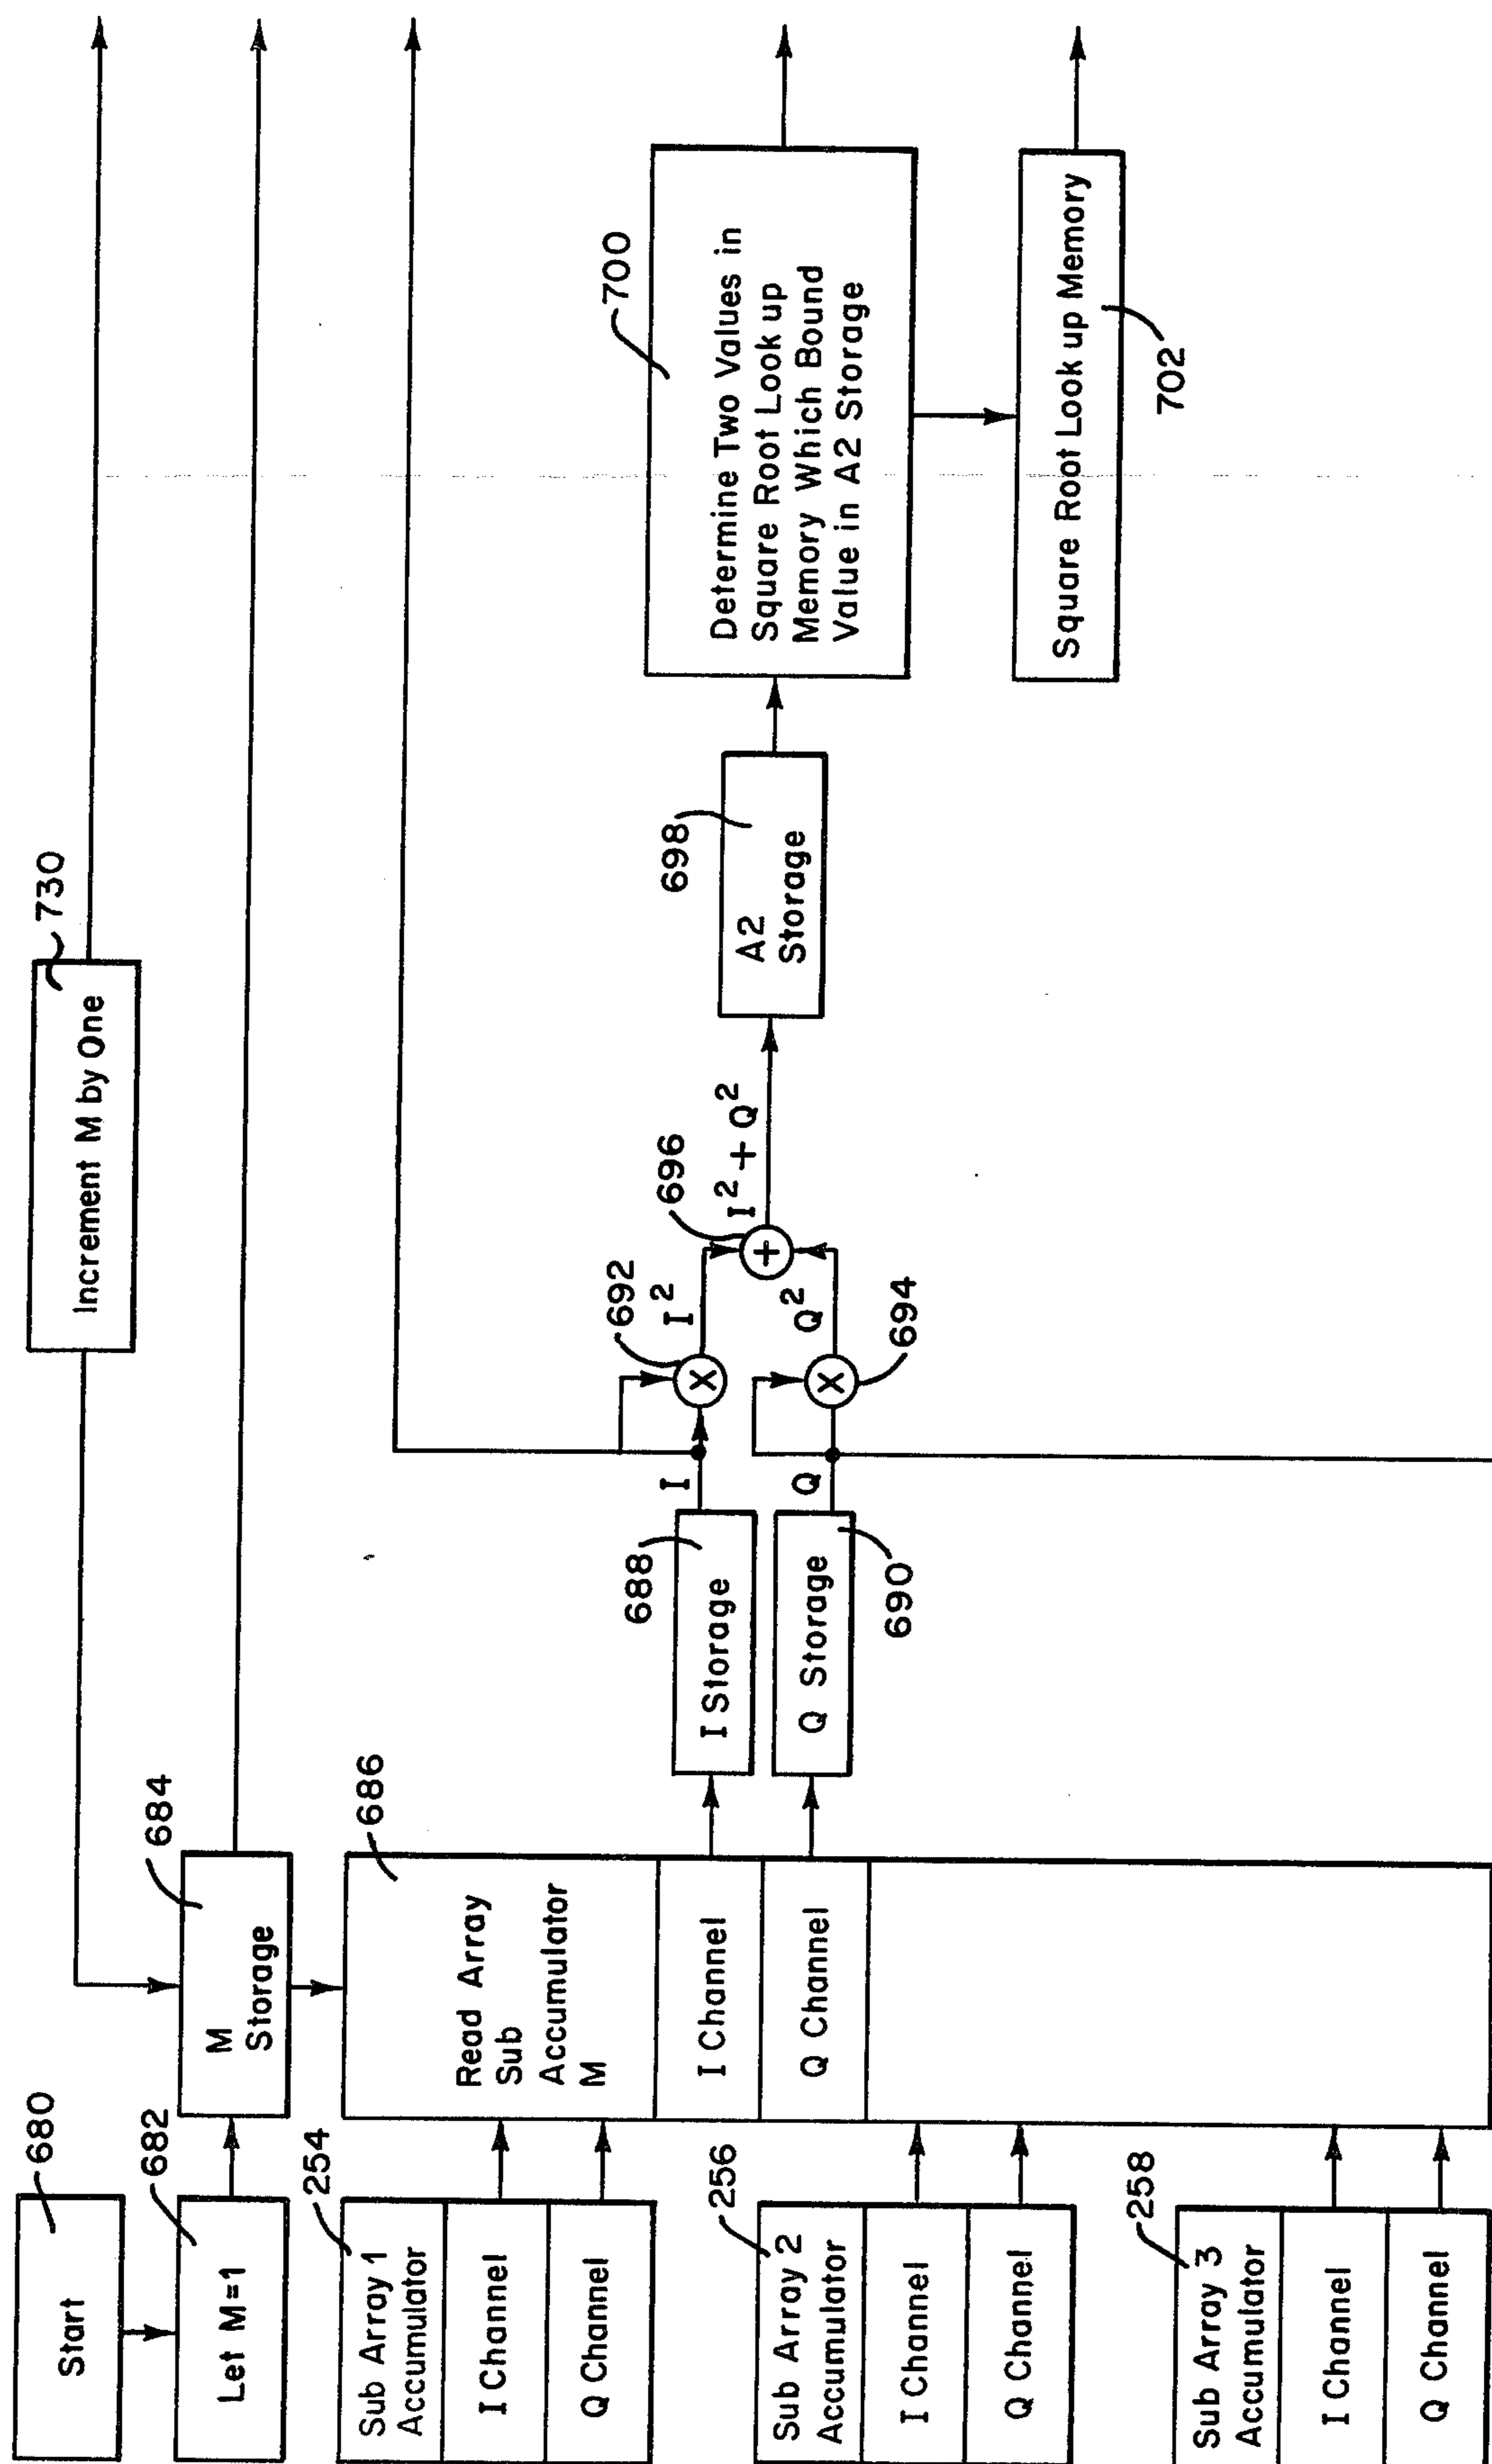 680
Start
682
Let M=1
684
M
Storage
730
Increment M by One
254
Sub Array 1
Accumulator
I Channel
Q Channel
256
Sub Array 2
Accumulator
I Channel
Q Channel
258
Sub Array 3
Accumulator
I Channel
Q Channel
686
Read Array
Sub
Accumulator
M
I Channel
Q Channel
688
I Storage
Q Storage
690
I
Q
692
I²
Q²
694
696
I² + Q²
X
X
+
698
A2
Storage
700
Determine Two Values in
Square Root Look up
Memory Which Bound
Value in A2 Storage
Square Root Look up Memory
702